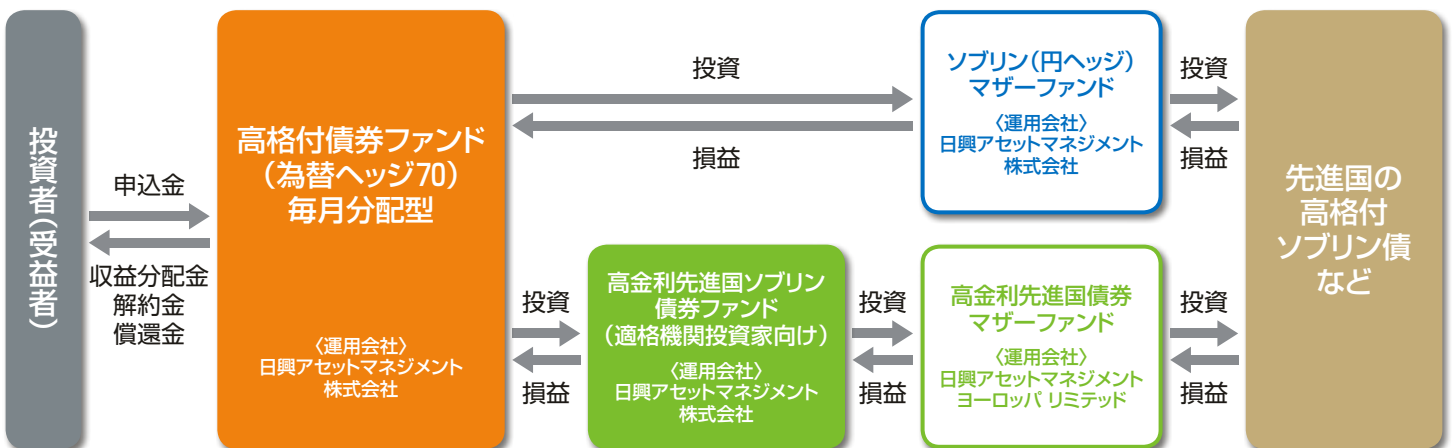 投資者（受益者）
申込金
収益分配金
解約金
償還金
高格付債券ファンド
（為替ヘッジ70）
毎月分配型
〈運用会社〉
日興アセットマネジメント
株式会社
投資
損益
ソブリン（円ヘッジ）
マザーファンド
〈運用会社〉
日興アセットマネジメント
株式会社
投資
損益
投資
損益
高金利先進国ソブリン
債券ファンド
（適格機関投資家向け）
〈運用会社〉
日興アセットマネジメント
株式会社
投資
損益
高金利先進国債券
マザーファンド
〈運用会社〉
日興アセットマネジメント
ヨーロッパ リミテッド
投資
損益
先進国の
高格付
ソブリン債
など